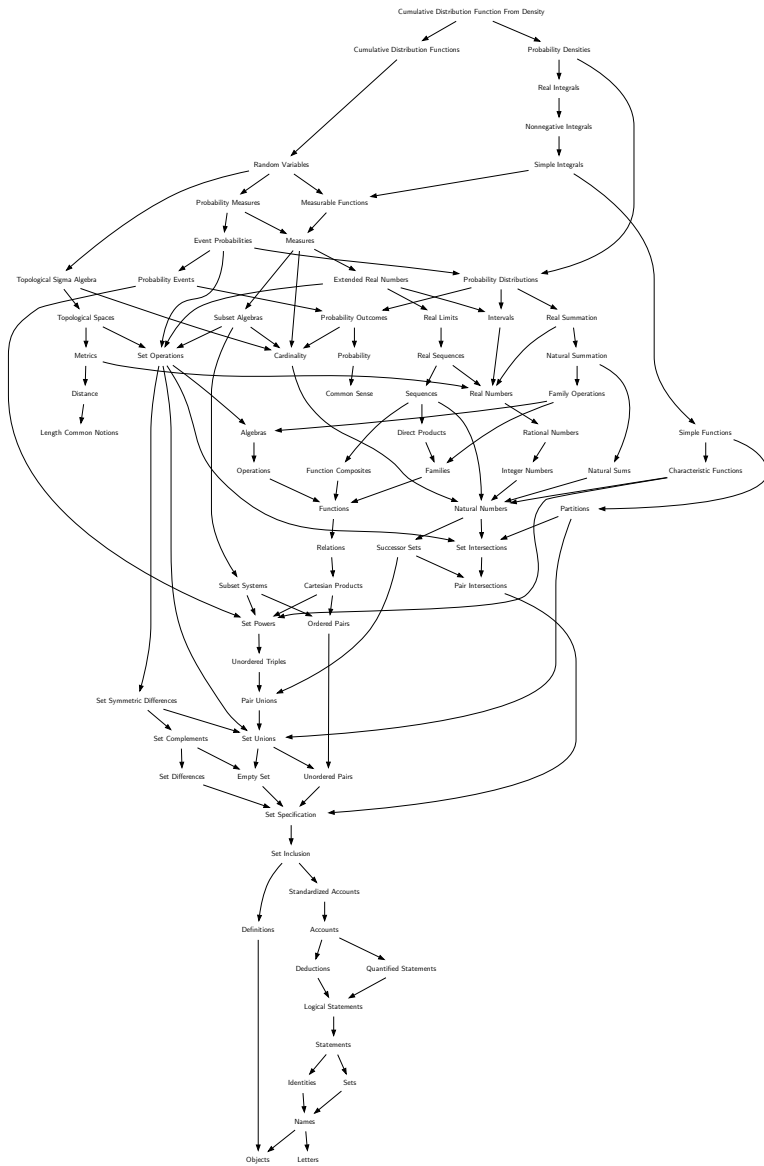 Cumulative Distribution Function From Density
Cumulative Distribution Functions
Probability Densities
Real Integrals
Nonnegative Integrals
Random Variables
Simple Integrals
Probability Measures
Measurable Functions
Event Probabilities
Measures
Topological Sigma Algebra
Probability Events
Extended Real Numbers
Probability Distributions
Topological Spaces
Subset Algebras
Probability Outcomes
Real Limits
Intervals
Real Summation
Metrics
Set Operations
Cardinality
Probability
Real Sequences
Natural Summation
Distance
Common Sense
Sequences
Real Numbers
Family Operations
Length Common Notions
Algebras
Direct Products
Rational Numbers
Simple Functions
Operations
Function Composites
Families
Integer Numbers
Natural Sums
Characteristic Functions
Functions
Natural Numbers
Partitions
Relations
Successor Sets
Set Intersections
Subset Systems
Cartesian Products
Pair Intersections
Set Powers
Ordered Pairs
Unordered Triples
Set Symmetric Differences
Pair Unions
Set Complements
Set Unions
Set Differences
Empty Set
Unordered Pairs
Set Specification
Set Inclusion
Standardized Accounts
Definitions
Accounts
Deductions
Quantified Statements
Logical Statements
Statements
Identities
Sets
Names
Objects
Letters